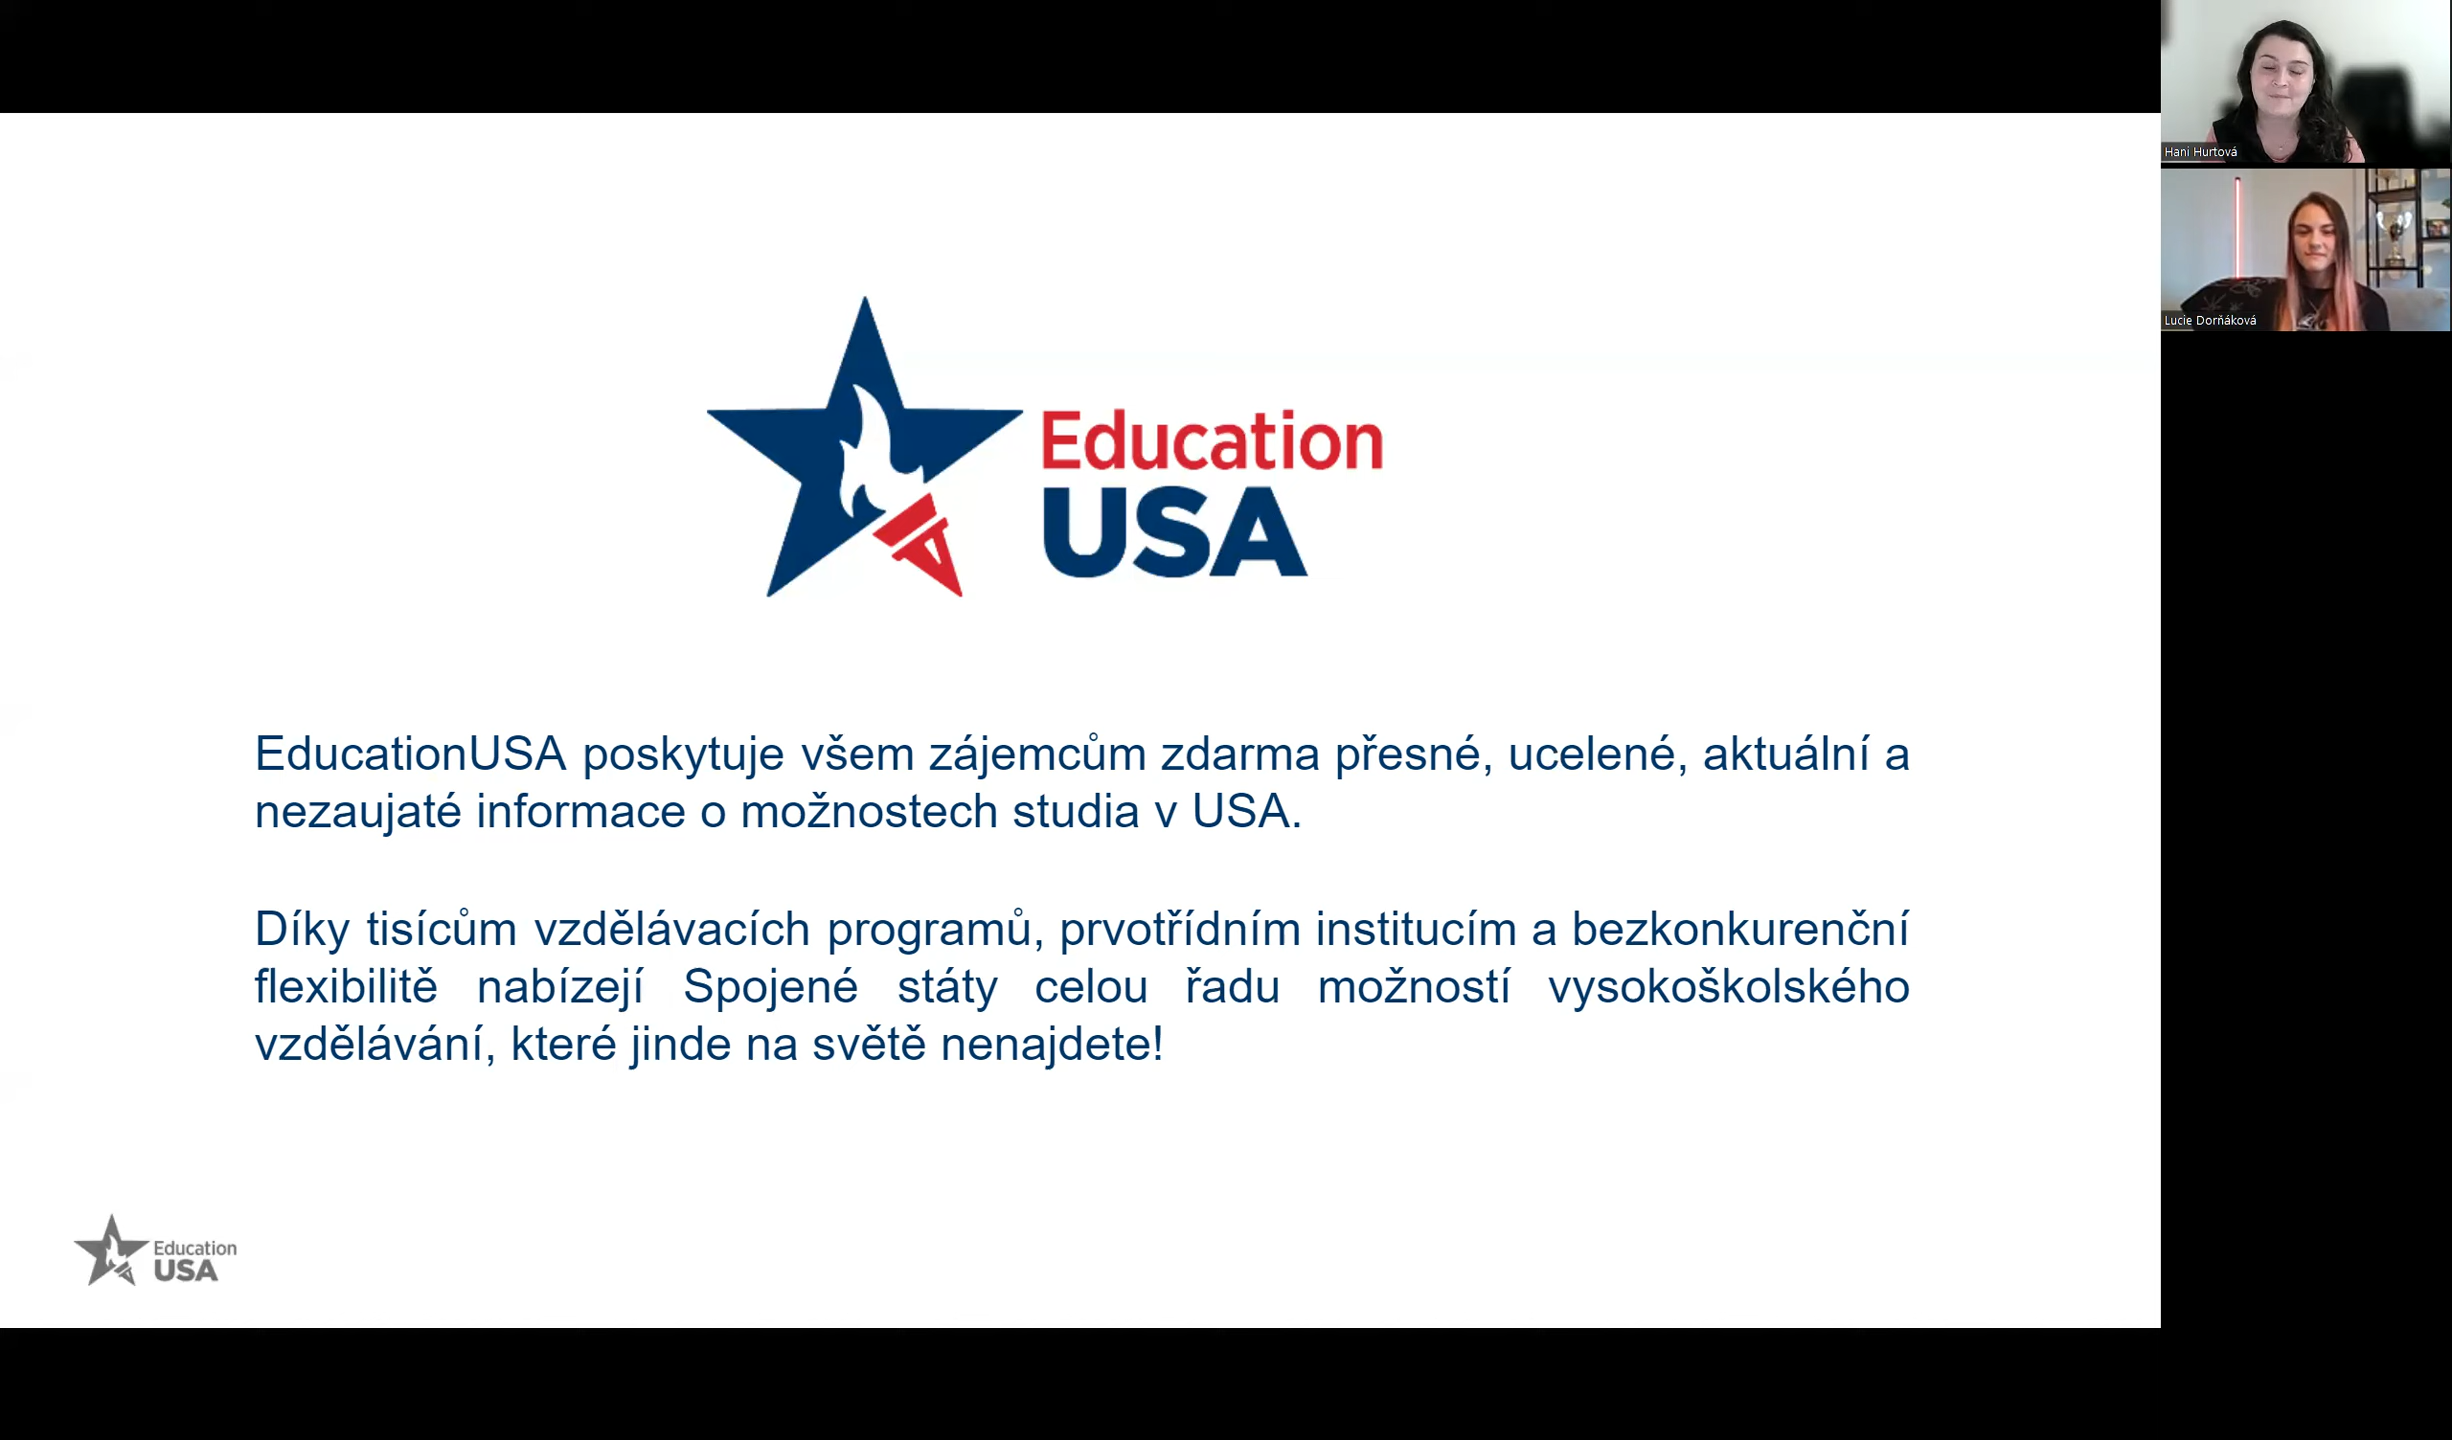 Education
USA
EducationUSA poskytuje všem zájemcům zdarma přesné, ucelené, aktuální a
nezaujaté informace o možnostech studia v USA.
Díky tisícům vzdělávacích programů, prvotřídním institucím a bezkonkurenční
flexibilitě nabízejí Spojené státy celou řadu možností vysokoškolského
vzdělávání, které jinde na světě nenajdete!
Education
USA
Hani Hurtová
Lucie Dorňáková